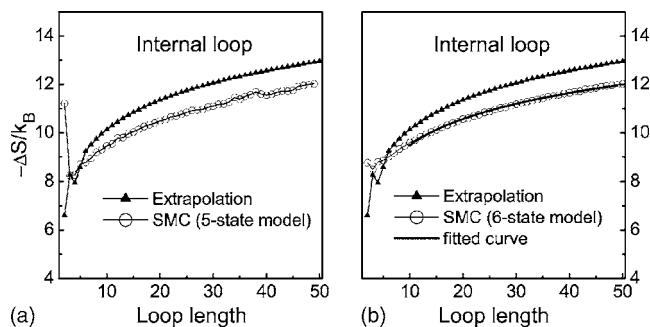 Internal loop
Extrapolation
SMC (5-state model)
−ΔS/k_B
14
12
10
8
6
4
10 20 30 40 50
Loop length
(a)
Internal loop
Extrapolation
SMC (6-state model)
fitted curve
14
12
10
8
6
4
10 20 30 40 50
Loop length
(b)